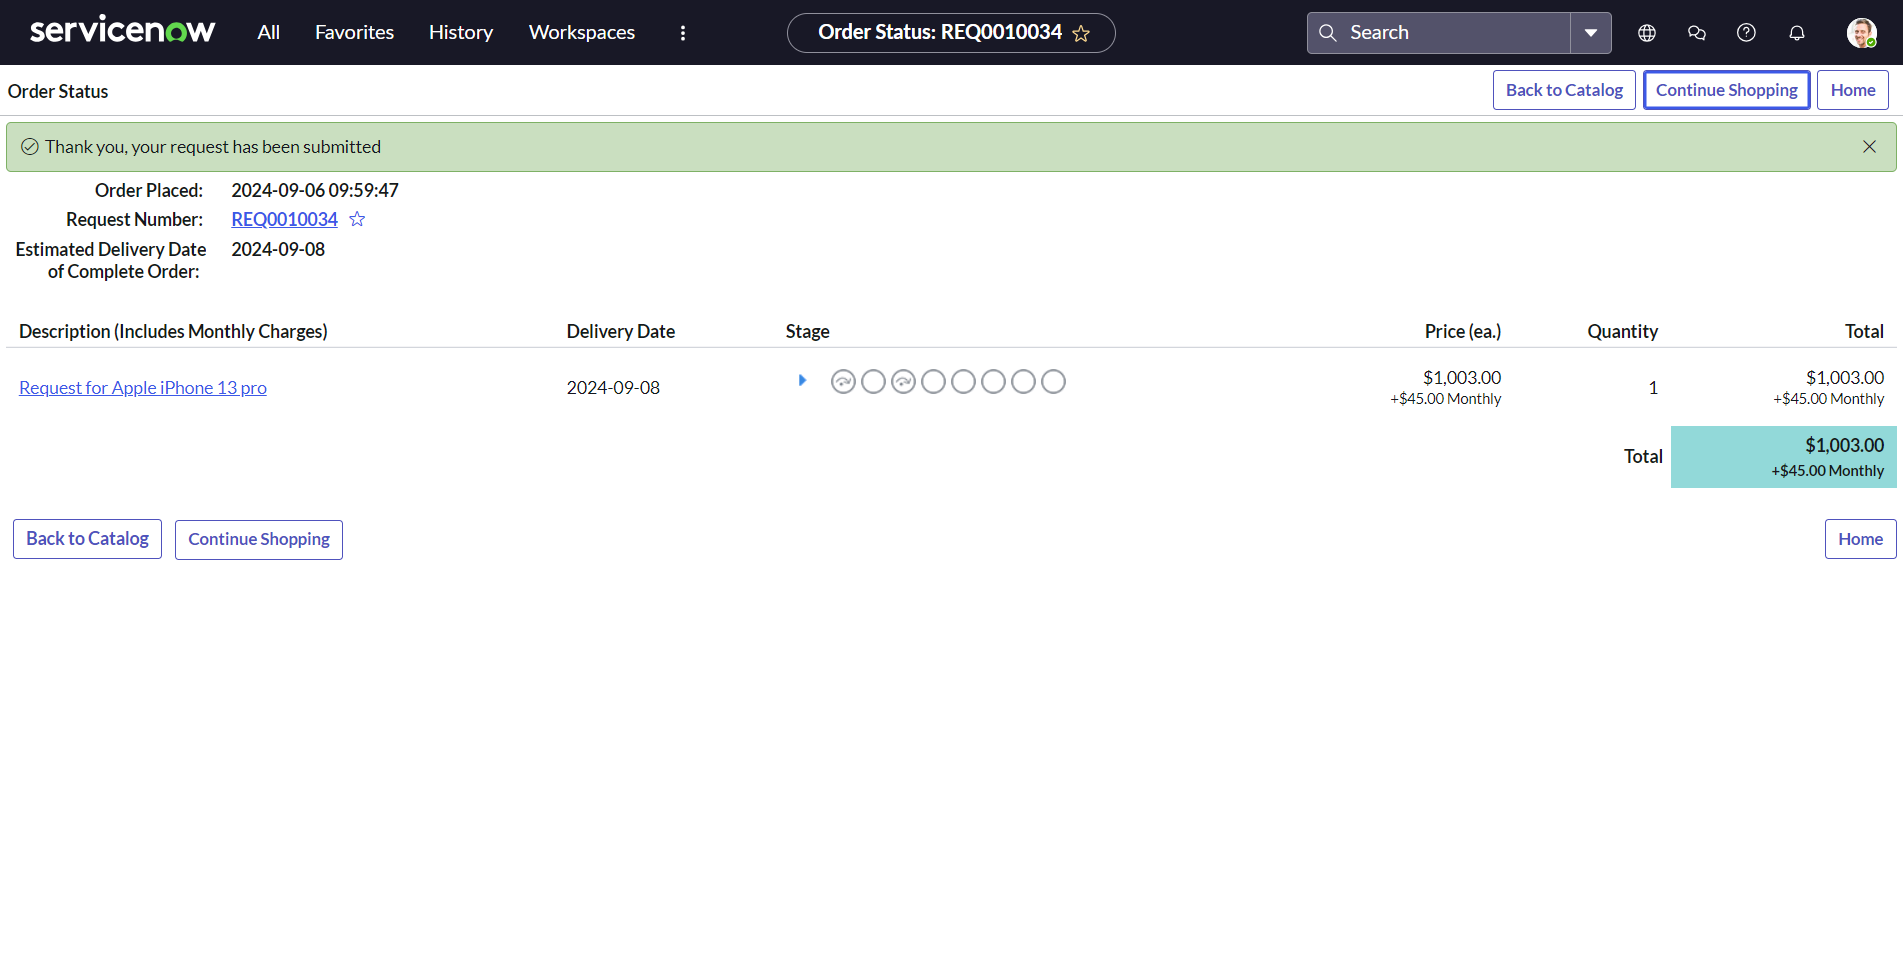 servicenow All Favorites History Workspaces Order Status: REQ0010034 Search
Order Status Back to Catalog Continue Shopping Home
Thank you, your request has been submitted
Order Placed: 2024-09-06 09:59:47
Request Number: REQ0010034
Estimated Delivery Date 2024-09-08
of Complete Order:
Description (Includes Monthly Charges) Delivery Date Stage Price (ea.) Quantity Total
Request for Apple iPhone 13 pro 2024-09-08 $1,003.00 1 $1,003.00
+$45.00 Monthly +$45.00 Monthly
Total $1,003.00
+$45.00 Monthly
Back to Catalog Continue Shopping Home